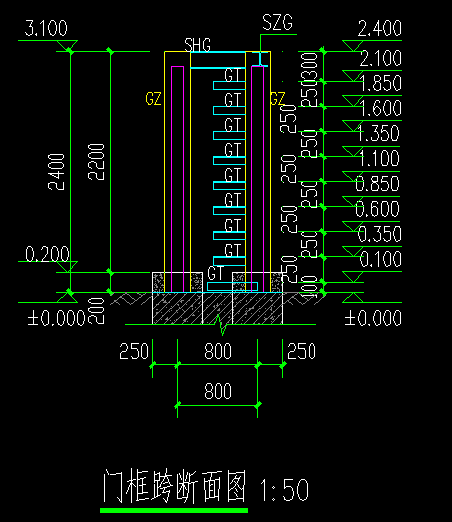 SZG
3.100
2.400
SHG
2.100
300
GT
1.850
250
GZ
GZ
GT
1.600
250
GT
1.350
250
GT
1.100
2400
2200
250
GT
0.850
250
GT
0.600
250
GT
0.350
250
GT
0.200
0.100
250
GT
100
200
±0.000
±0.000
250
800
250
800
门框跨断面图 1:50